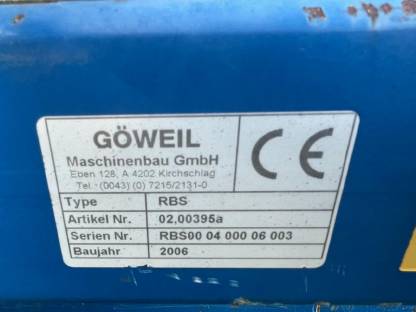 GÖWEIL
Maschinenbau GmbH
Eben 128, A 4202 Kirchschlag
Tel.:(0043) (0) 7215/2131-0
CE
Type RBS
Artikel Nr. 02,00395a
Serien Nr. RBS00 04 000 06 003
Baujahr 2006